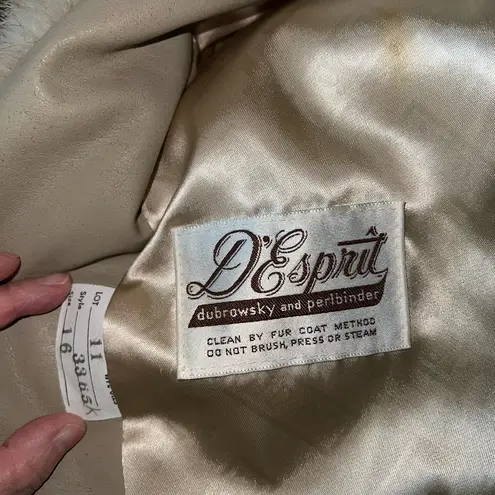 D'Esprit
dubrowsky and perlbinder
CLEAN BY FUR COAT METHOD
DO NOT BRUSH, PRESS OR STEAM
LOT 11
Style 3365K
Size 16